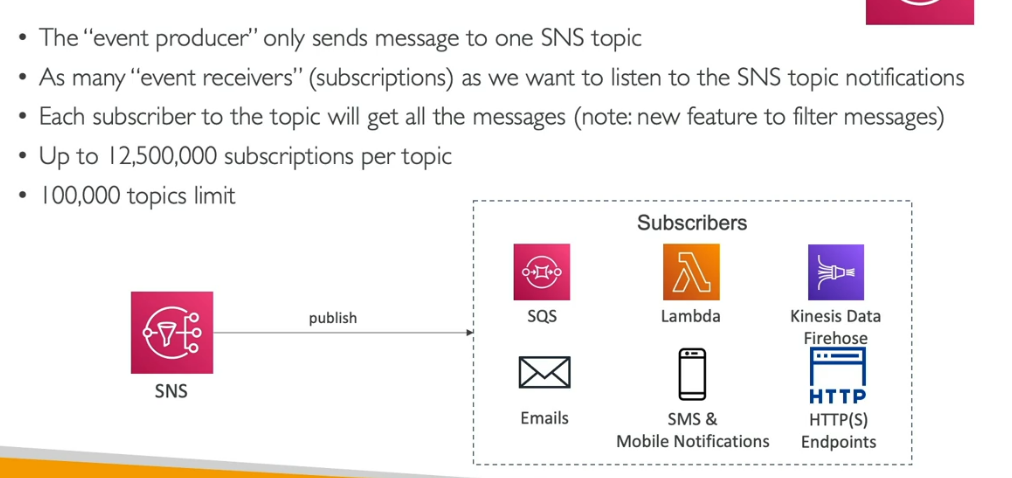 • The “event producer” only sends message to one SNS topic
• As many “event receivers” (subscriptions) as we want to listen to the SNS topic notifications
• Each subscriber to the topic will get all the messages (note: new feature to filter messages)
• Up to 12,500,000 subscriptions per topic
• 100,000 topics limit
Subscribers
publish
SNS
SQS
Lambda
Kinesis Data
Firehose
HTTP
Emails
SMS &
Mobile Notifications
HTTP(S)
Endpoints